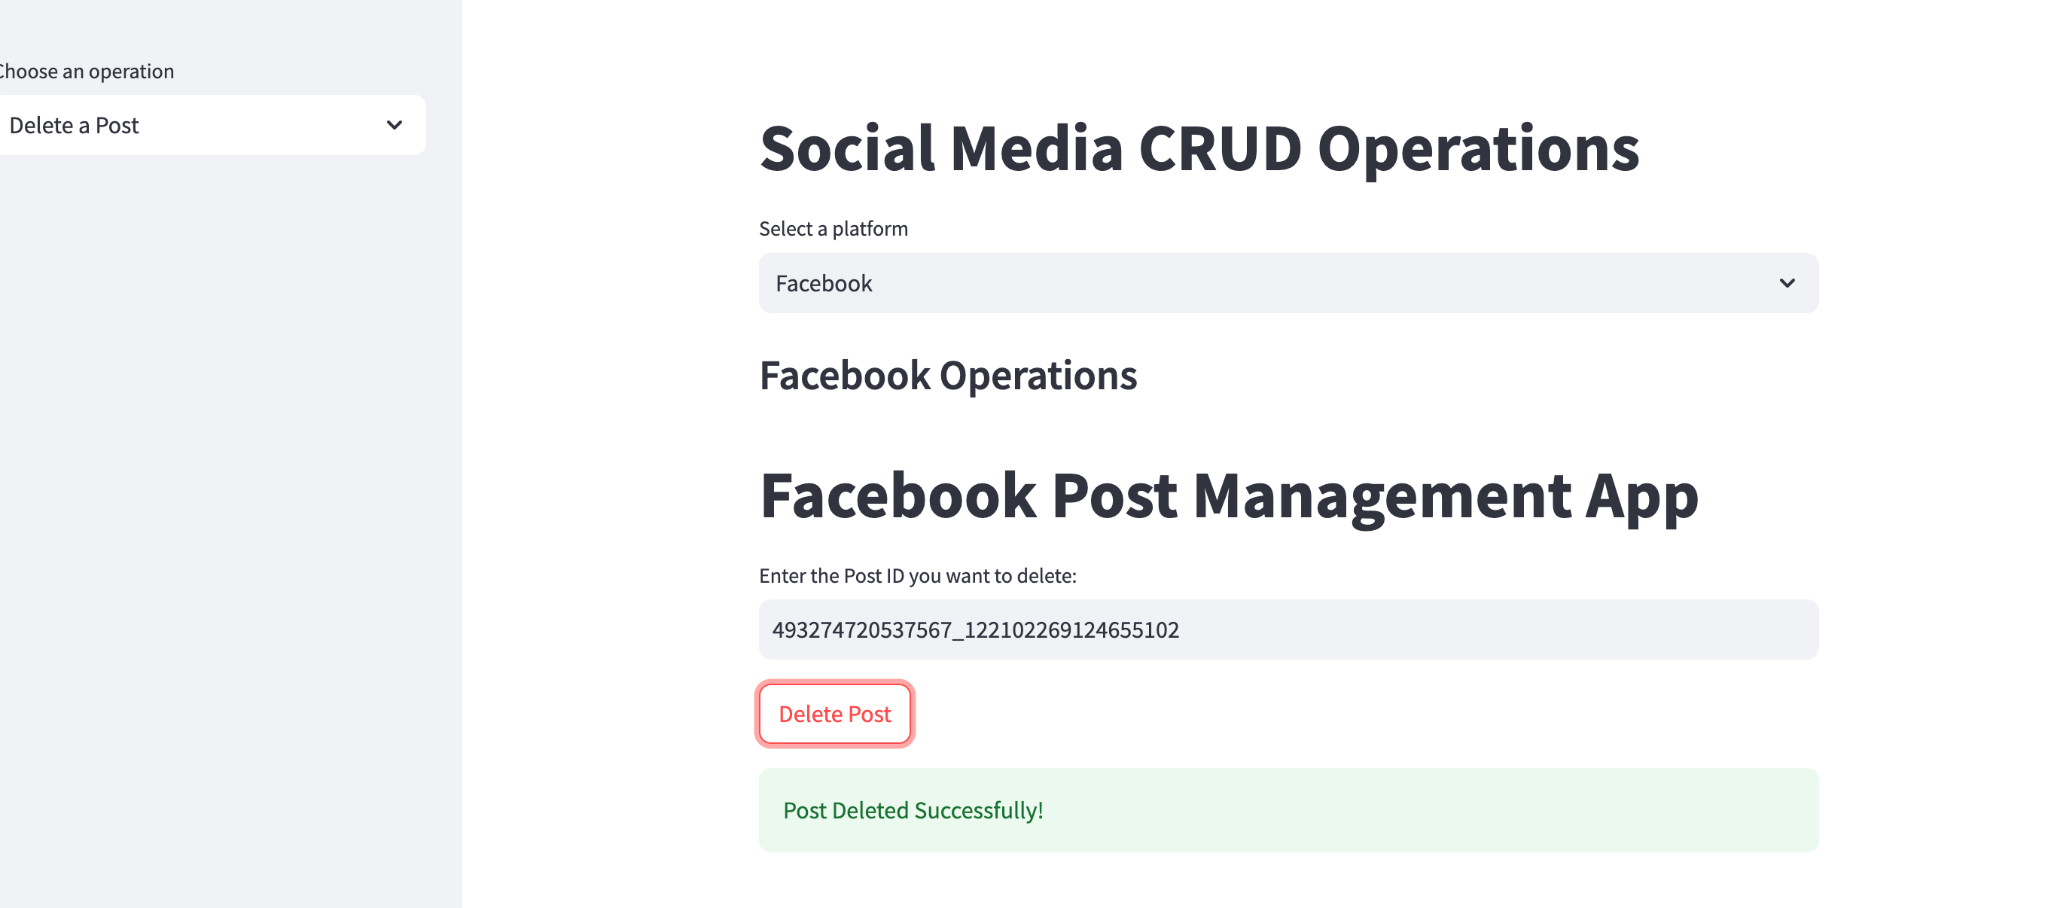 Choose an operation
Delete a Post
Social Media CRUD Operations
Select a platform
Facebook
Facebook Operations
Facebook Post Management App
Enter the Post ID you want to delete:
493274720537567_122102269124655102
Delete Post
Post Deleted Successfully!